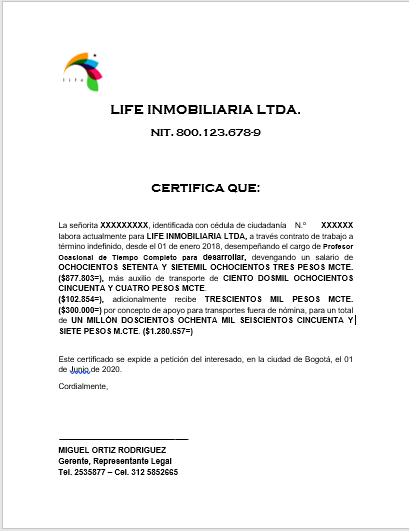 life
LIFE INMOBILIARIA LTDA.
NIT. 800.123.678-9
CERTIFICA QUE:
La señorita XXXXXXXXX, identificada con cédula de ciudadanía N.° XXXXXX
labora actualmente para LIFE INMOBILIARIA LTDA, a través contrato de trabajo a
término indefinido, desde el 01 de enero 2018, desempeñando el cargo de Profesor
Ocasional de Tiempo Completo para desarrollar, devengando un salario de
OCHOCIENTOS SETENTA Y SIETEMIL OCHOCIENTOS TRES PESOS MCTE.
($877.803=), más auxilio de transporte de CIENTO DOSMIL OCHOCIENTOS
CINCUENTA Y CUATRO PESOS MCTE.
($102.854=), adicionalmente recibe TRESCIENTOS MIL PESOS MCTE.
($300.000=) por concepto de apoyo para transportes fuera de nómina, para un total
de UN MILLÓN DOSCIENTOS OCHENTA MIL SEISCIENTOS CINCUENTA Y
SIETE PESOS M.CTE. ($1.280.657=)
Este certificado se expide a petición del interesado, en la ciudad de Bogotá, el 01
de Junio de 2020.
Cordialmente,
MIGUEL ORTIZ RODRIGUEZ
Gerente, Representante Legal
Tel. 2535877 – Cel. 312 5852665